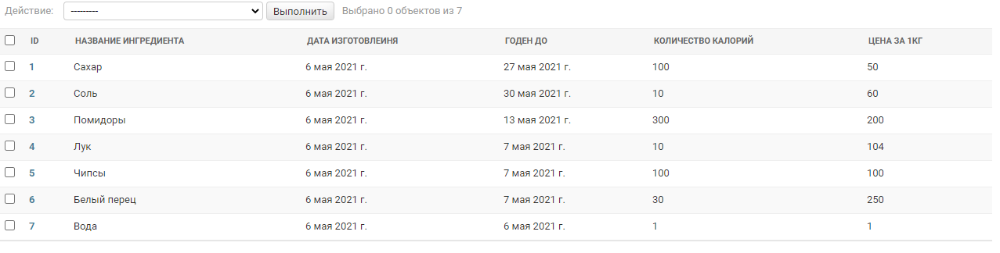 Действие: --------- Выполнить Выбрано 0 объектов из 7
ID НАЗВАНИЕ ИНГРЕДИЕНТА ДАТА ИЗГОТОВЛЕИНЯ ГОДЕН ДО КОЛИЧЕСТВО КАЛОРИЙ ЦЕНА ЗА 1КГ
1 Сахар 6 мая 2021 г. 27 мая 2021 г. 100 50
2 Соль 6 мая 2021 г. 30 мая 2021 г. 10 60
3 Помидоры 6 мая 2021 г. 13 мая 2021 г. 300 200
4 Лук 6 мая 2021 г. 7 мая 2021 г. 10 104
5 Чипсы 6 мая 2021 г. 7 мая 2021 г. 100 100
6 Белый перец 6 мая 2021 г. 7 мая 2021 г. 30 250
7 Вода 6 мая 2021 г. 6 мая 2021 г. 1 1